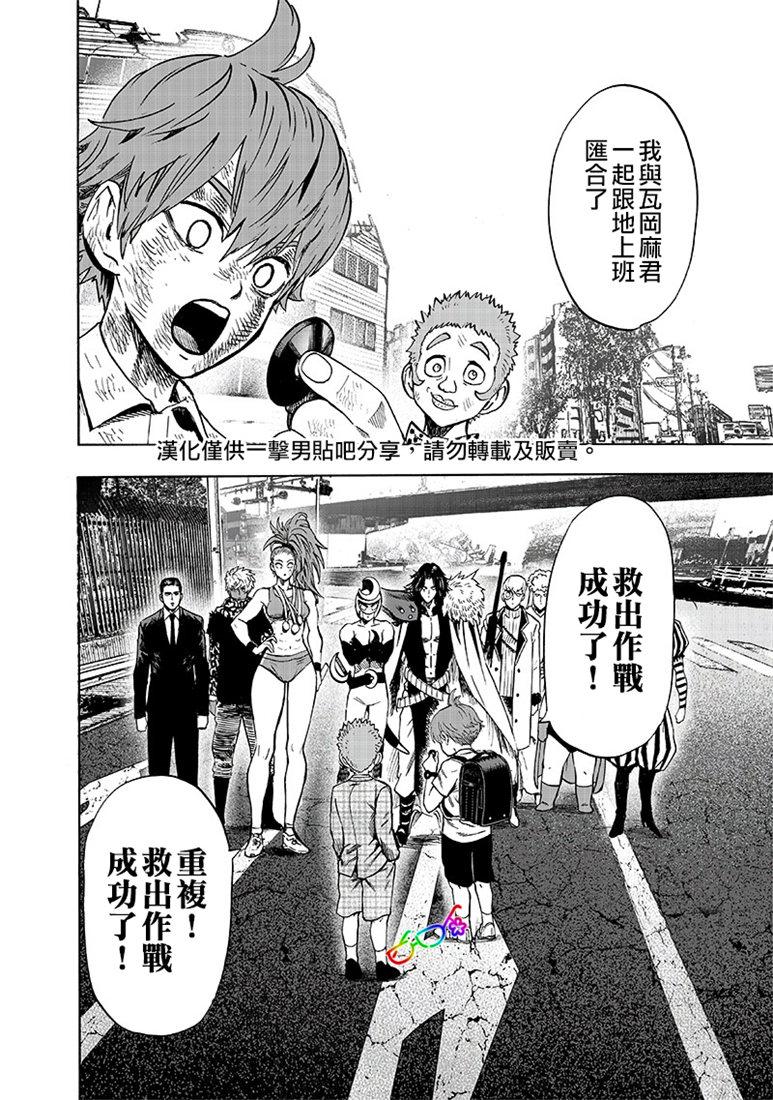 我與瓦岡麻君
一起跟地上班
匯合了
漢化僅供一擊男貼吧分享，請勿轉載及販賣。
救出作戰
成功了！
重複！
救出作戰
成功了！